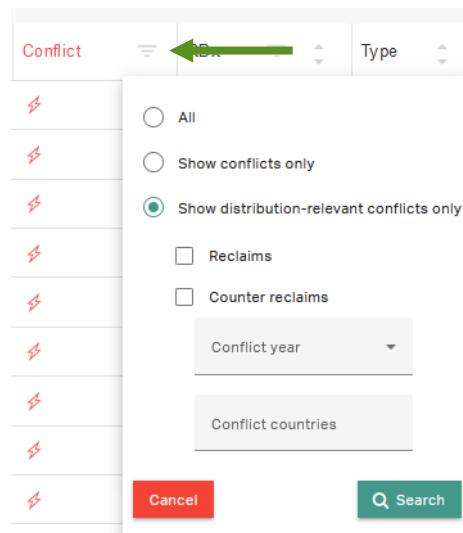 Conflict
Type
All
Show conflicts only
Show distribution-relevant conflicts only
Reclaims
Counter reclaims
Conflict year
Conflict countries
Cancel
Search